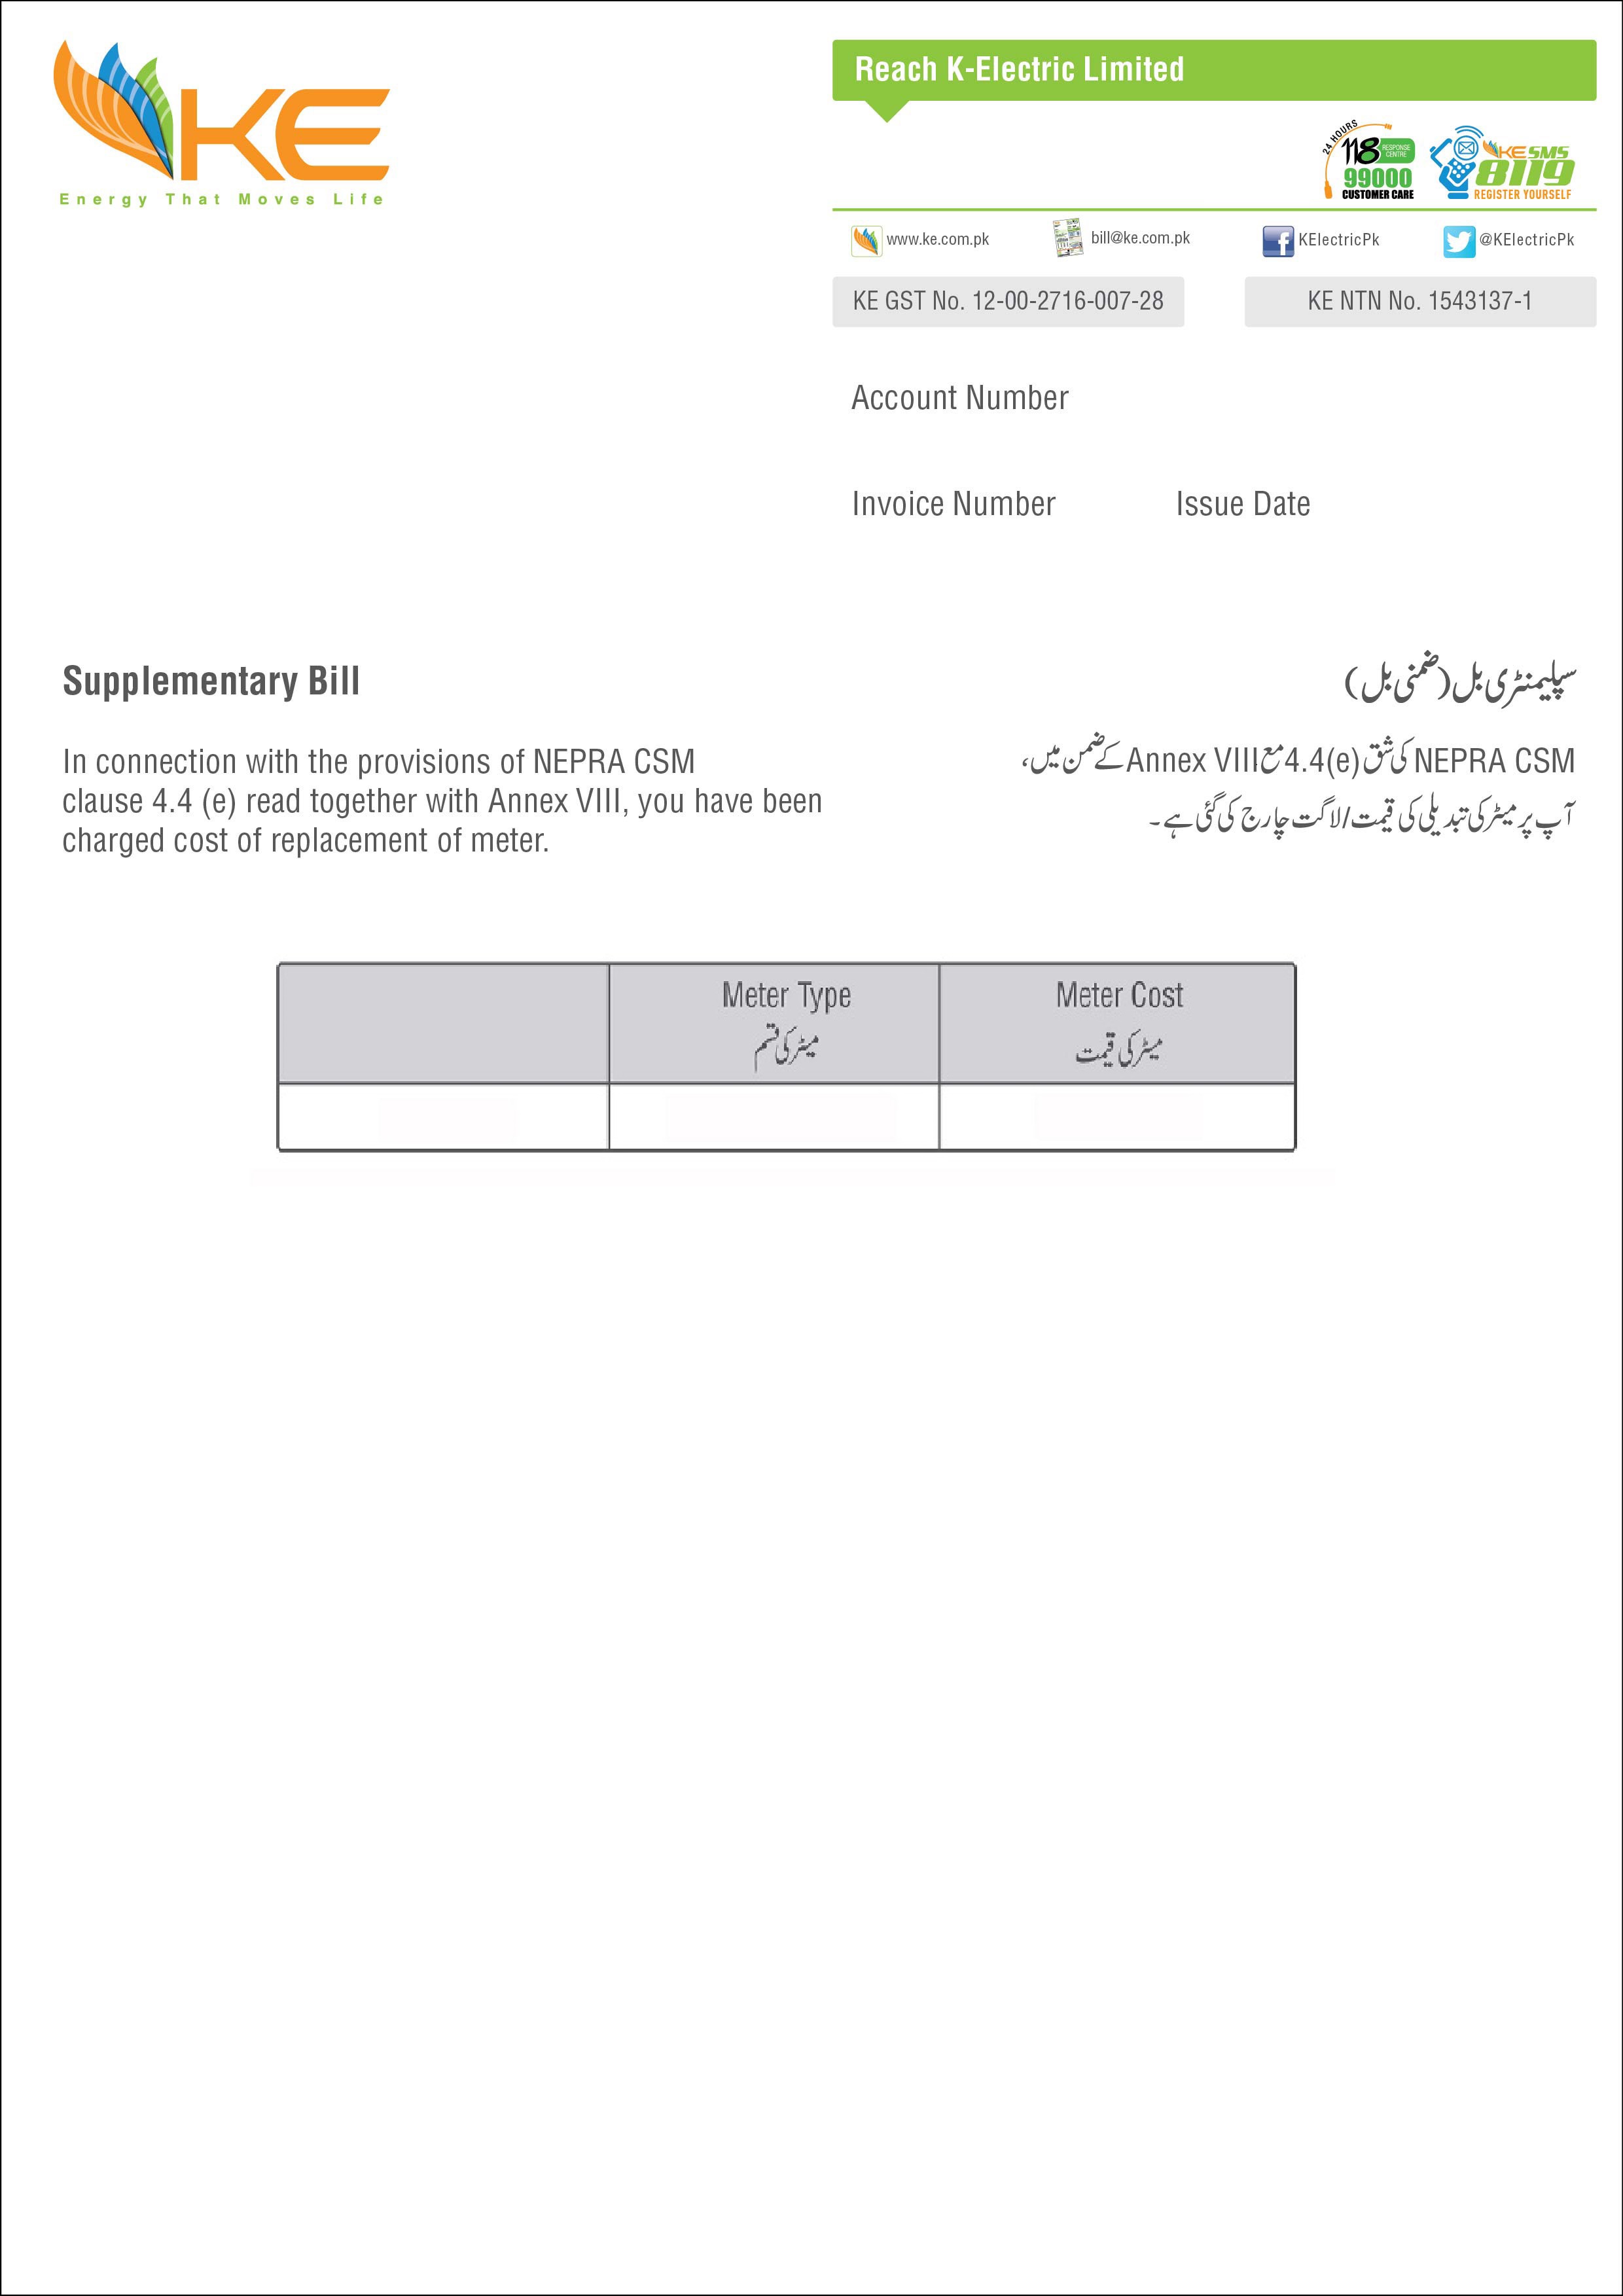 KE
Energy That Moves Life
Reach K-Electric Limited
24 HOURS
118 RESPONSE CENTRE
99000
CUSTOMER CARE
KE SMS
8119
REGISTER YOURSELF
www.ke.com.pk
bill@ke.com.pk
KElectricPk
@KElectricPk
KE GST No. 12-00-2716-007-28
KE NTN No. 1543137-1
Account Number
Invoice Number
Issue Date
Supplementary Bill
In connection with the provisions of NEPRA CSM
clause 4.4 (e) read together with Annex VIII, you have been
charged cost of replacement of meter.
سپلیمنٹری بل (ضمنی بل)
NEPRA CSM کی شق 4.4(e) مع Annex VIII کے ضمن میں،
آپ پر میٹر کی تبدیلی کی قیمت/لاگت چارج کی گئی ہے۔
Meter Type
میٹر کی قسم
Meter Cost
میٹر کی قیمت